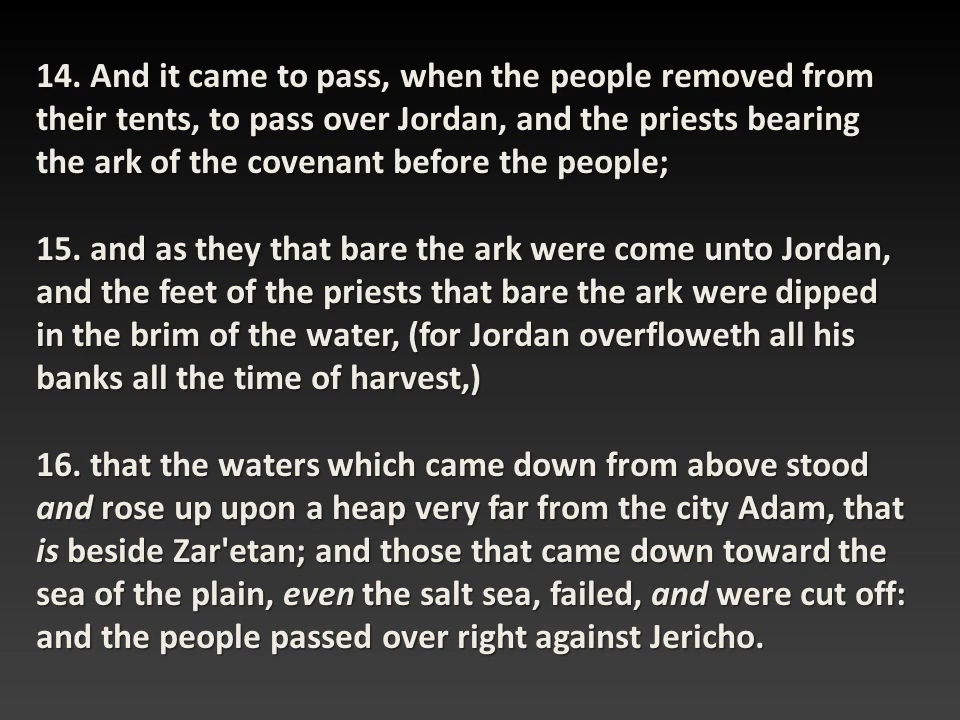 14. And it came to pass, when the people removed from
their tents, to pass over Jordan, and the priests bearing
the ark of the covenant before the people;
15. and as they that bare the ark were come unto Jordan,
and the feet of the priests that bare the ark were dipped
in the brim of the water, (for Jordan overfloweth all his
banks all the time of harvest,)
16. that the waters which came down from above stood
and rose up upon a heap very far from the city Adam, that
is beside Zar'etan; and those that came down toward the
sea of the plain, even the salt sea, failed, and were cut off:
and the people passed over right against Jericho.